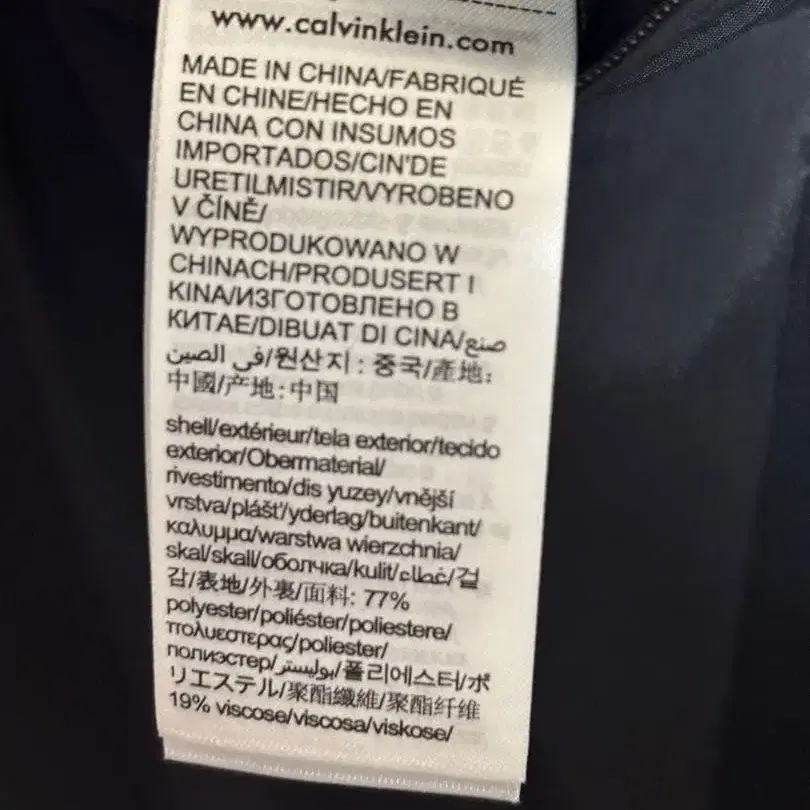 www.calvinklein.com
MADE IN CHINA/FABRIQUÉ
EN CHINE/HECHO EN
CHINA CON INSUMOS
IMPORTADOS/CIN'DE
URETILMISTIR/VYROBENO
V ČÍNĚ/
WYPRODUKOWANO W
CHINACH/PRODUSERT I
KINA/ИЗГОТОВЛЕНО В
КИТАЕ/DIBUAT DI CINA/صنع
في الصين/원산지 : 중국/產地:
中國/产地:中国
shell/extérieur/tela exterior/tecido
exterior/Obermaterial/
rivestimento/dis yuzey/vnější
vrstva/plášt'/yderlag/buitenkant/
καλυμμα/warstwa wierzchnia/
skal/skall/оболчка/kulit/غطاء/겉
감/表地/外裏/面料: 77%
polyester/poliéster/poliestere/
πολυεστερας/poliester/
полиэстер/بوليستر/폴리에스터/ポ
リエステル/聚酯纖維/聚酯纤维
19% viscose/viscosa/viskose/